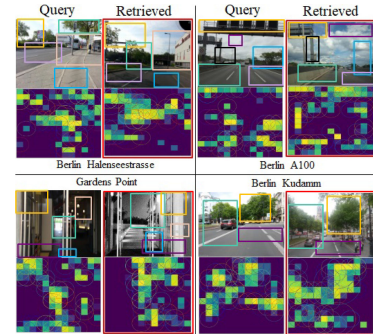 Query Retrieved Query Retrieved
Berlin Halenseestrasse Berlin A100
Gardens Point Berlin Kudamm